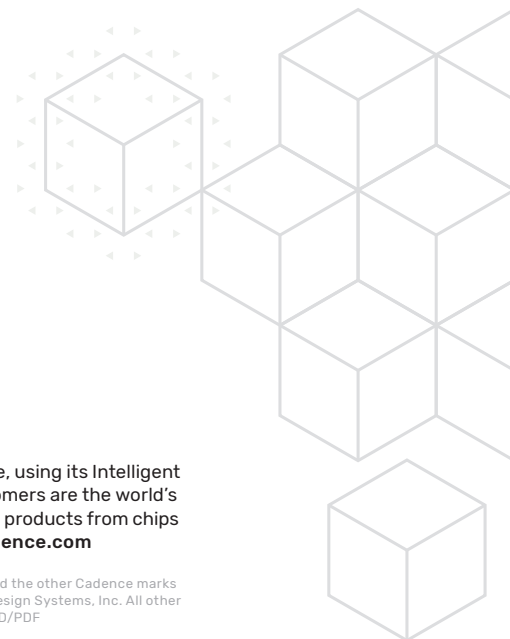 e, using its Intelligent
omers are the world's
products from chips
ence.com
d the other Cadence marks
esign Systems, Inc. All other
D/PDF